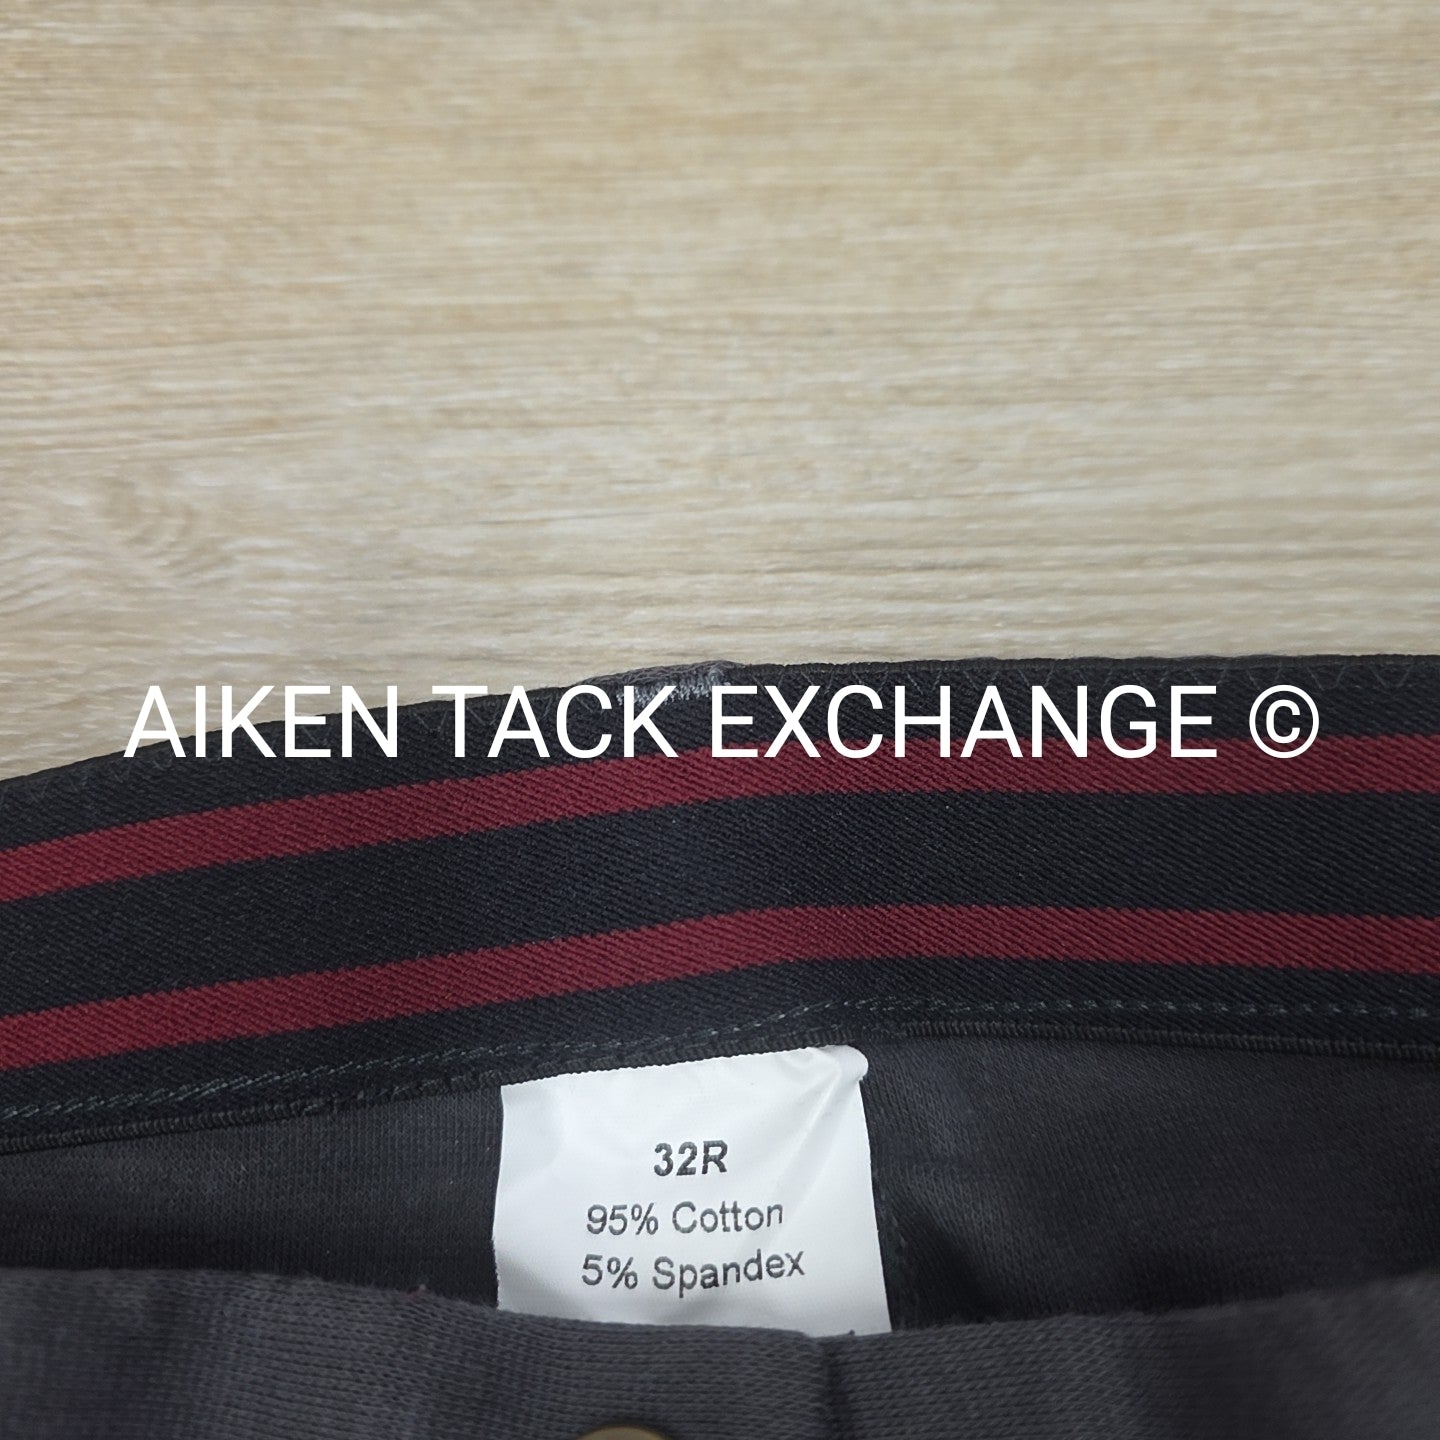 AIKEN TACK EXCHANGE ©
32R
95% Cotton
5% Spandex